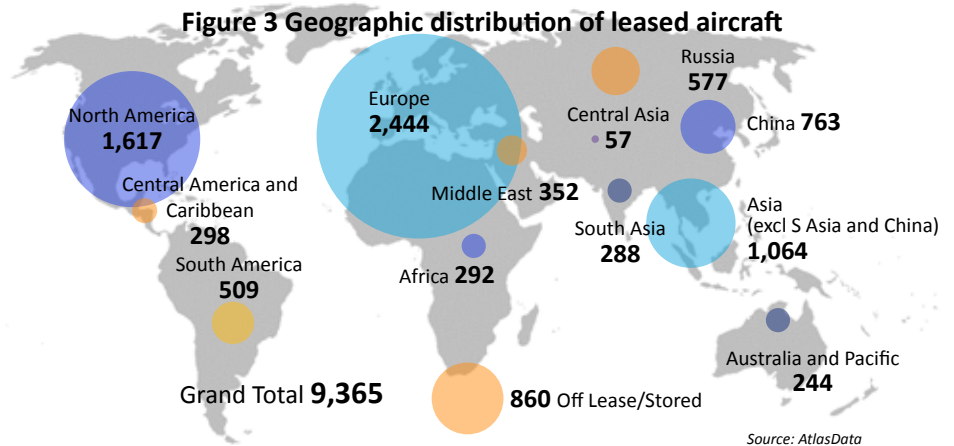 Figure 3 Geographic distribution of leased aircraft
North America
1,617
Europe
2,444
Russia
577
Central Asia
57
China 763
Central America and
Caribbean
298
Middle East 352
South Asia
288
Asia
(excl S Asia and China)
1,064
South America
509
Africa 292
Australia and Pacific
244
Grand Total 9,365
860 Off Lease/Stored
Source: AtlasData